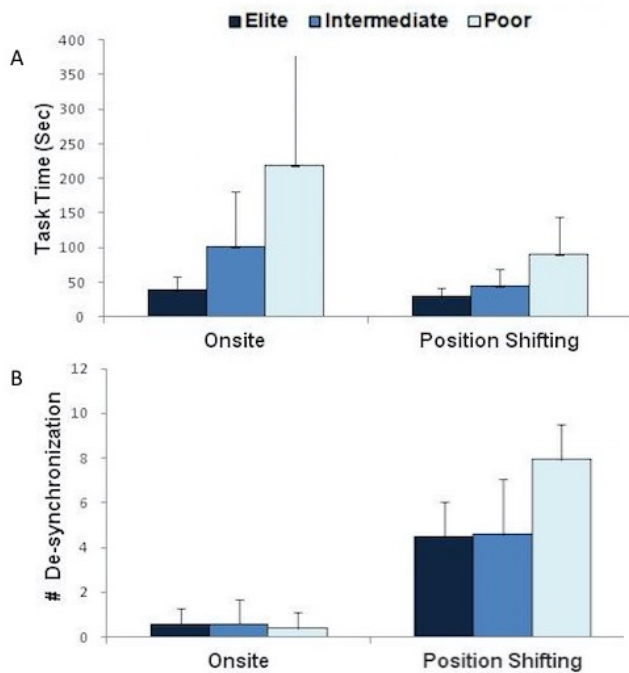 Elite Intermediate Poor
A
Task Time (Sec)
400
350
300
250
200
150
100
50
0
Onsite Position Shifting
B
# De-synchronization
12
10
8
6
4
2
0
Onsite Position Shifting